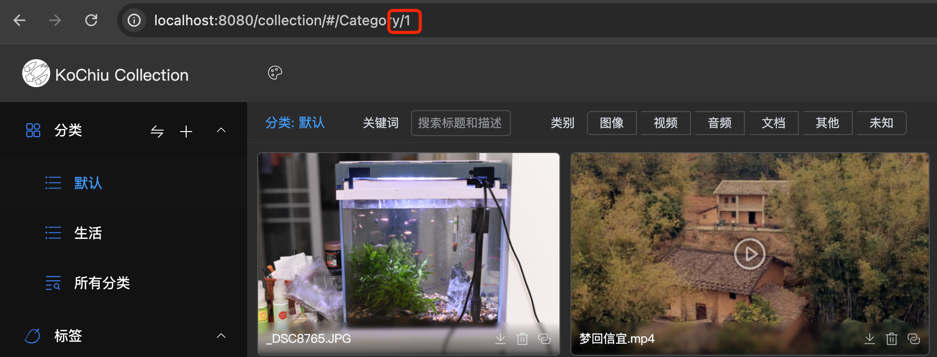 localhost:8080/collection/#/Category/1
KoChiu Collection
分类
分类: 默认
关键词
搜索标题和描述
类别
图像
视频
音频
文档
其他
未知
默认
生活
所有分类
标签
_DSC8765.JPG
梦回信宜.mp4